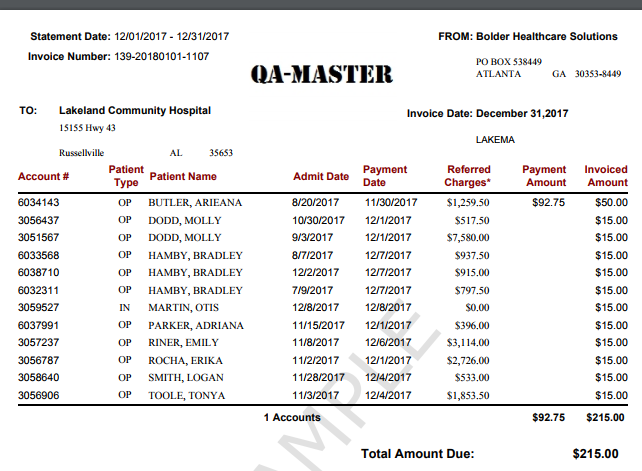 Statement Date: 12/01/2017 - 12/31/2017
FROM: Bolder Healthcare Solutions
Invoice Number: 139-20180101-1107
PO BOX 538449
ATLANTA GA 30353-8449
QA-MASTER
TO: Lakeland Community Hospital
15155 Hwy 43
Invoice Date: December 31,2017
LAKEMA
Russellville AL 35653
Account # Patient Type Patient Name Admit Date Payment Date Referred Charges* Payment Amount Invoiced Amount
6034143 OP BUTLER, ARIEANA 8/20/2017 11/30/2017 $1,259.50 $92.75 $50.00
3056437 OP DODD, MOLLY 10/30/2017 12/1/2017 $517.50 $15.00
3051567 OP DODD, MOLLY 9/3/2017 12/1/2017 $7,580.00 $15.00
6033568 OP HAMBY, BRADLEY 8/7/2017 12/7/2017 $937.50 $15.00
6038710 OP HAMBY, BRADLEY 12/2/2017 12/7/2017 $915.00 $15.00
6032311 OP HAMBY, BRADLEY 7/9/2017 12/7/2017 $797.50 $15.00
3059527 IN MARTIN, OTIS 12/8/2017 12/8/2017 $0.00 $15.00
6037991 OP PARKER, ADRIANA 11/15/2017 12/1/2017 $396.00 $15.00
3057237 OP RINER, EMILY 11/8/2017 12/6/2017 $3,114.00 $15.00
3056787 OP ROCHA, ERIKA 11/2/2017 12/1/2017 $2,726.00 $15.00
3058640 OP SMITH, LOGAN 11/28/2017 12/4/2017 $533.00 $15.00
3056906 OP TOOLE, TONYA 11/3/2017 12/4/2017 $1,853.50 $15.00
1 Accounts $92.75 $215.00
Total Amount Due: $215.00
AMPLE